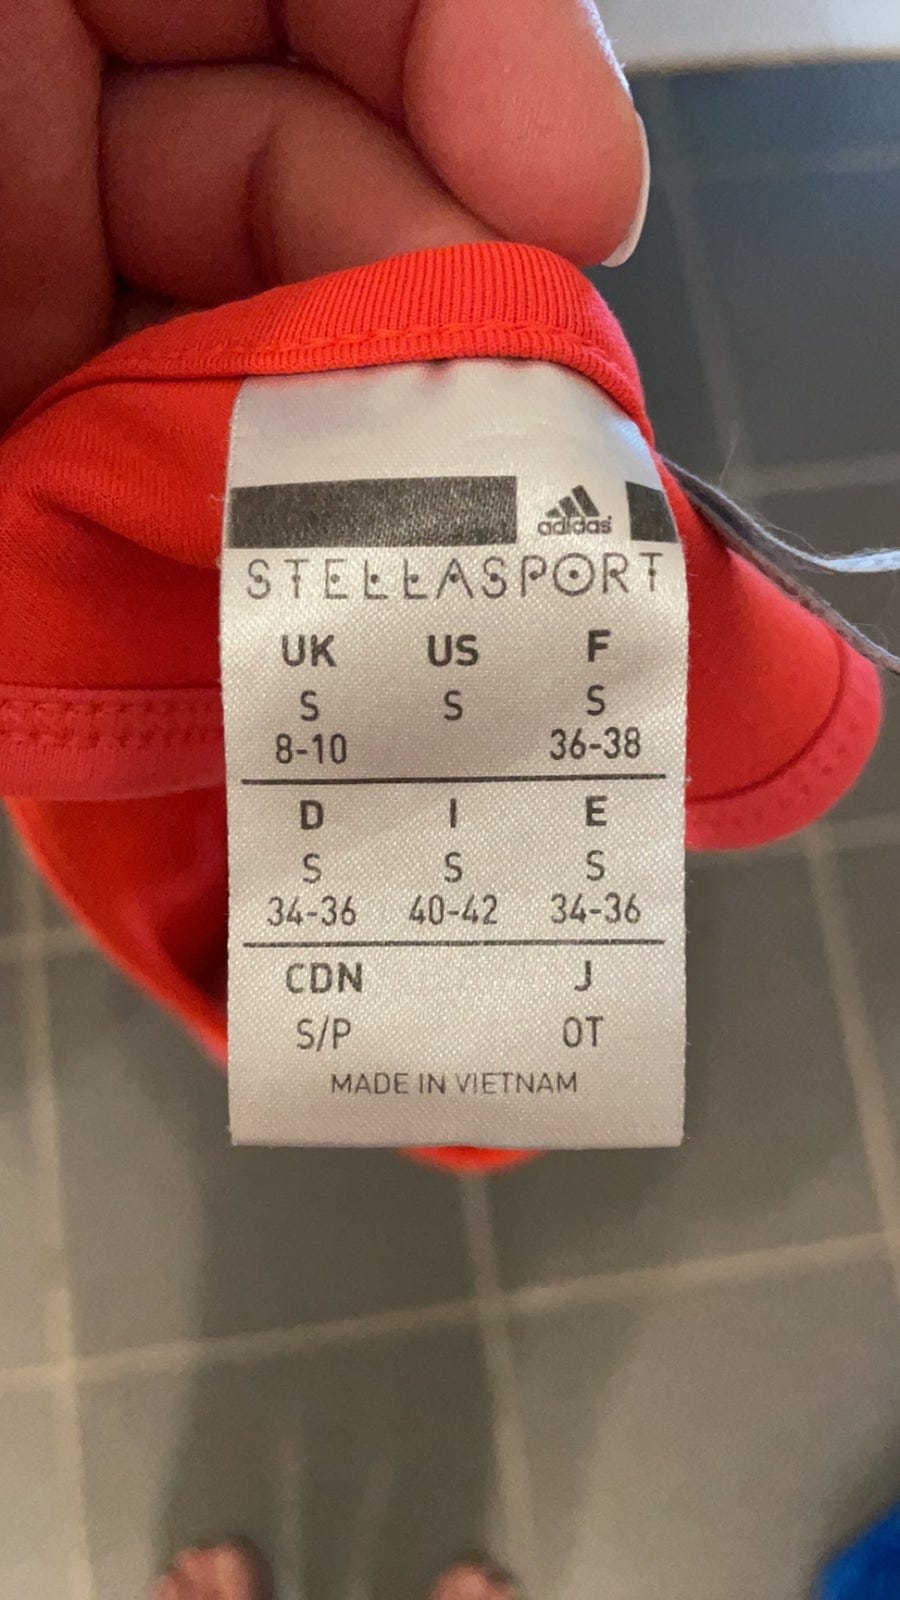 adidas
STELLASPORT
UK US F
S S S
8-10 36-38
D I E
S S S
34-36 40-42 34-36
CDN J
S/P OT
MADE IN VIETNAM